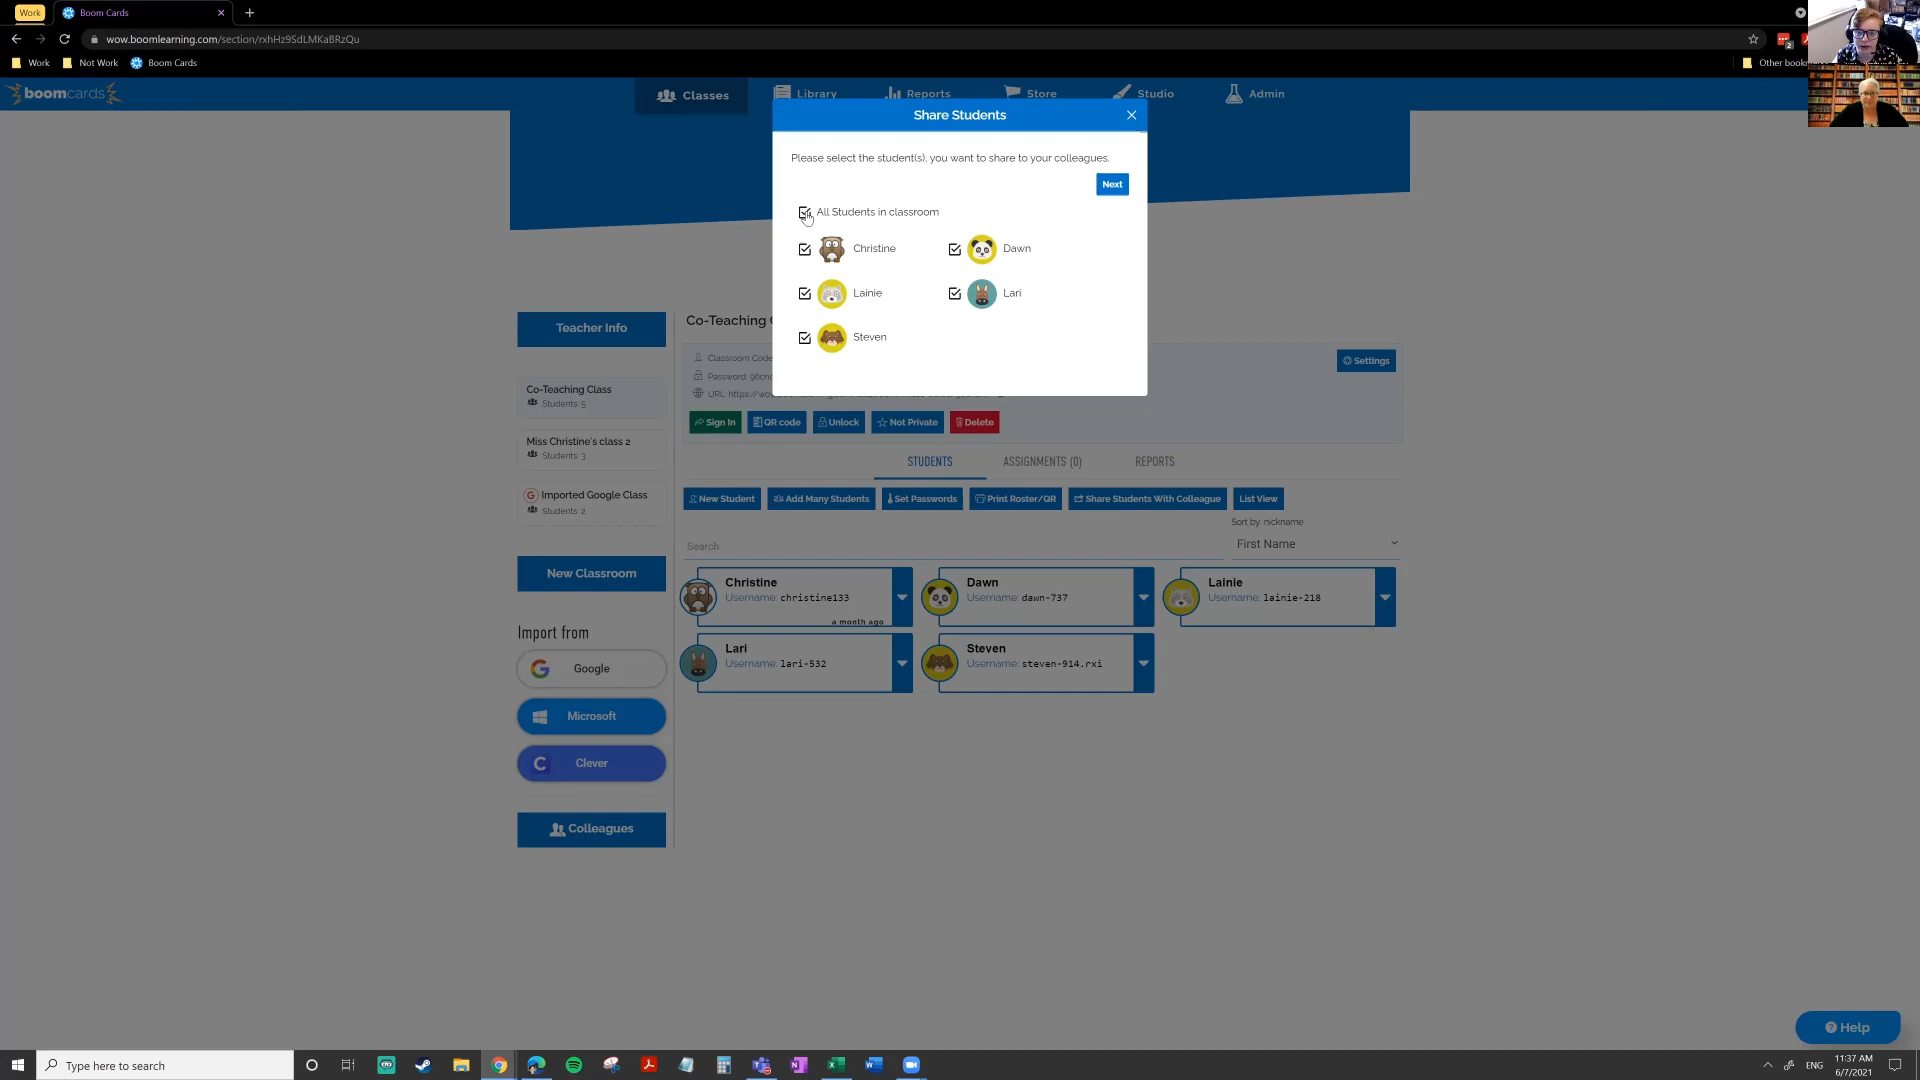 Work
Boom Cards
wow.boomlearning.com/section/rxhHz9SdLMKaBRzQu
Work
Not Work
Boom Cards
boomcards
Classes
Library
Reports
Store
Studio
Admin
Share Students
Please select the student(s), you want to share to your colleagues.
Next
All Students in classroom
Christine
Dawn
Lainie
Lari
Steven
Teacher Info
Co-Teaching
Classroom Code
Settings
Password:
URL:
Co-Teaching Class
Students: 5
Sign In
QR code
Unlock
Not Private
Delete
Miss Christine's class 2
Students: 3
STUDENTS
ASSIGNMENTS (0)
REPORTS
Imported Google Class
Students: 2
New Student
Add Many Students
Set Passwords
Print Roster/QR
Share Students With Colleague
List View
Sort by: nickname
Search
First Name
New Classroom
Christine
Username: christine133
a month ago
Dawn
Username: dawn-737
Lainie
Username: lainie-218
Lari
Username: lari-532
Steven
Username: steven-914.rxi
Import from
Google
Microsoft
Clever
Colleagues
Help
Type here to search
ENG
11:37 AM
6/7/2021